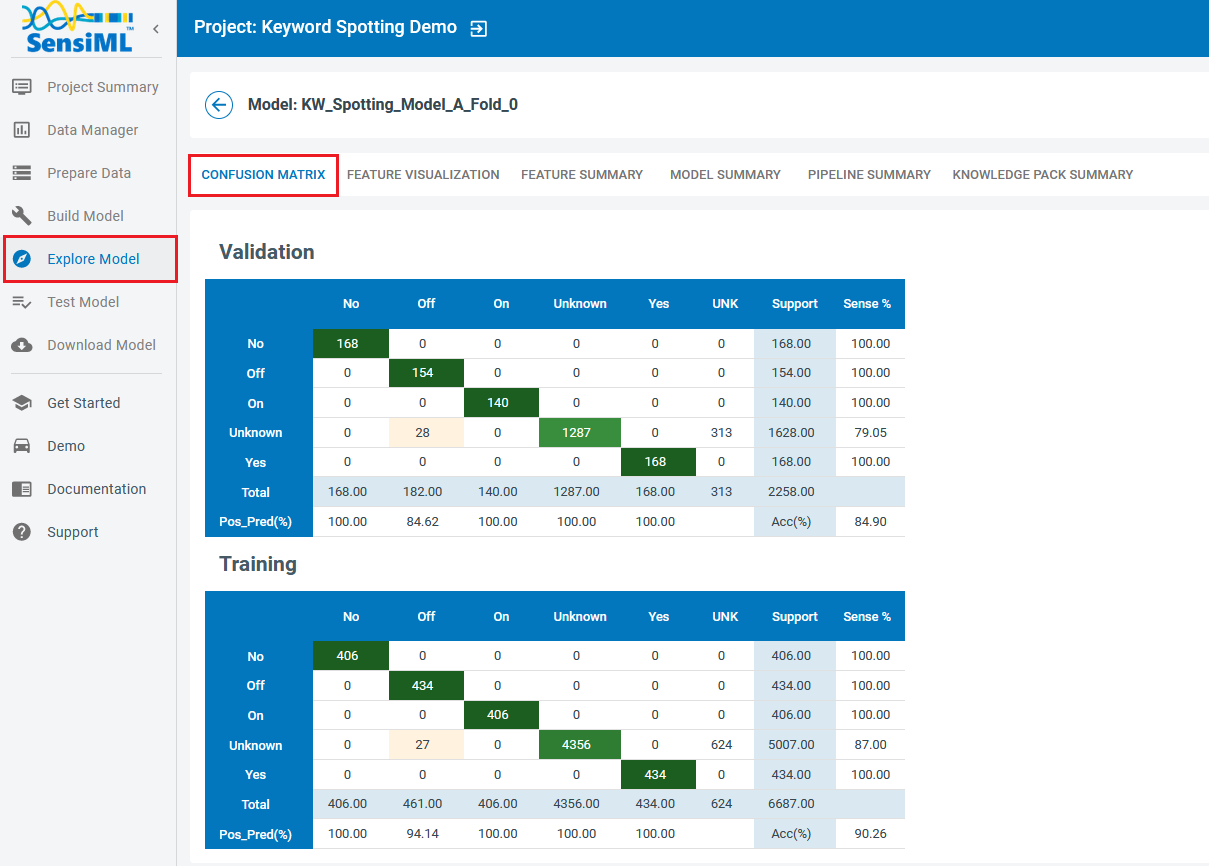 SensiML™
Project: Keyword Spotting Demo
Project Summary
Data Manager
Prepare Data
Build Model
Explore Model
Test Model
Download Model
Get Started
Demo
Documentation
Support
Model: KW_Spotting_Model_A_Fold_0
CONFUSION MATRIX FEATURE VISUALIZATION FEATURE SUMMARY MODEL SUMMARY PIPELINE SUMMARY KNOWLEDGE PACK SUMMARY
Validation
No Off On Unknown Yes UNK Support Sense %
No 168 0 0 0 0 0 168.00 100.00
Off 0 154 0 0 0 0 154.00 100.00
On 0 0 140 0 0 0 140.00 100.00
Unknown 0 28 0 1287 0 313 1628.00 79.05
Yes 0 0 0 0 168 0 168.00 100.00
Total 168.00 182.00 140.00 1287.00 168.00 313 2258.00
Pos_Pred(%) 100.00 84.62 100.00 100.00 100.00 Acc(%) 84.90
Training
No Off On Unknown Yes UNK Support Sense %
No 406 0 0 0 0 0 406.00 100.00
Off 0 434 0 0 0 0 434.00 100.00
On 0 0 406 0 0 0 406.00 100.00
Unknown 0 27 0 4356 0 624 5007.00 87.00
Yes 0 0 0 0 434 0 434.00 100.00
Total 406.00 461.00 406.00 4356.00 434.00 624 6687.00
Pos_Pred(%) 100.00 94.14 100.00 100.00 100.00 Acc(%) 90.26